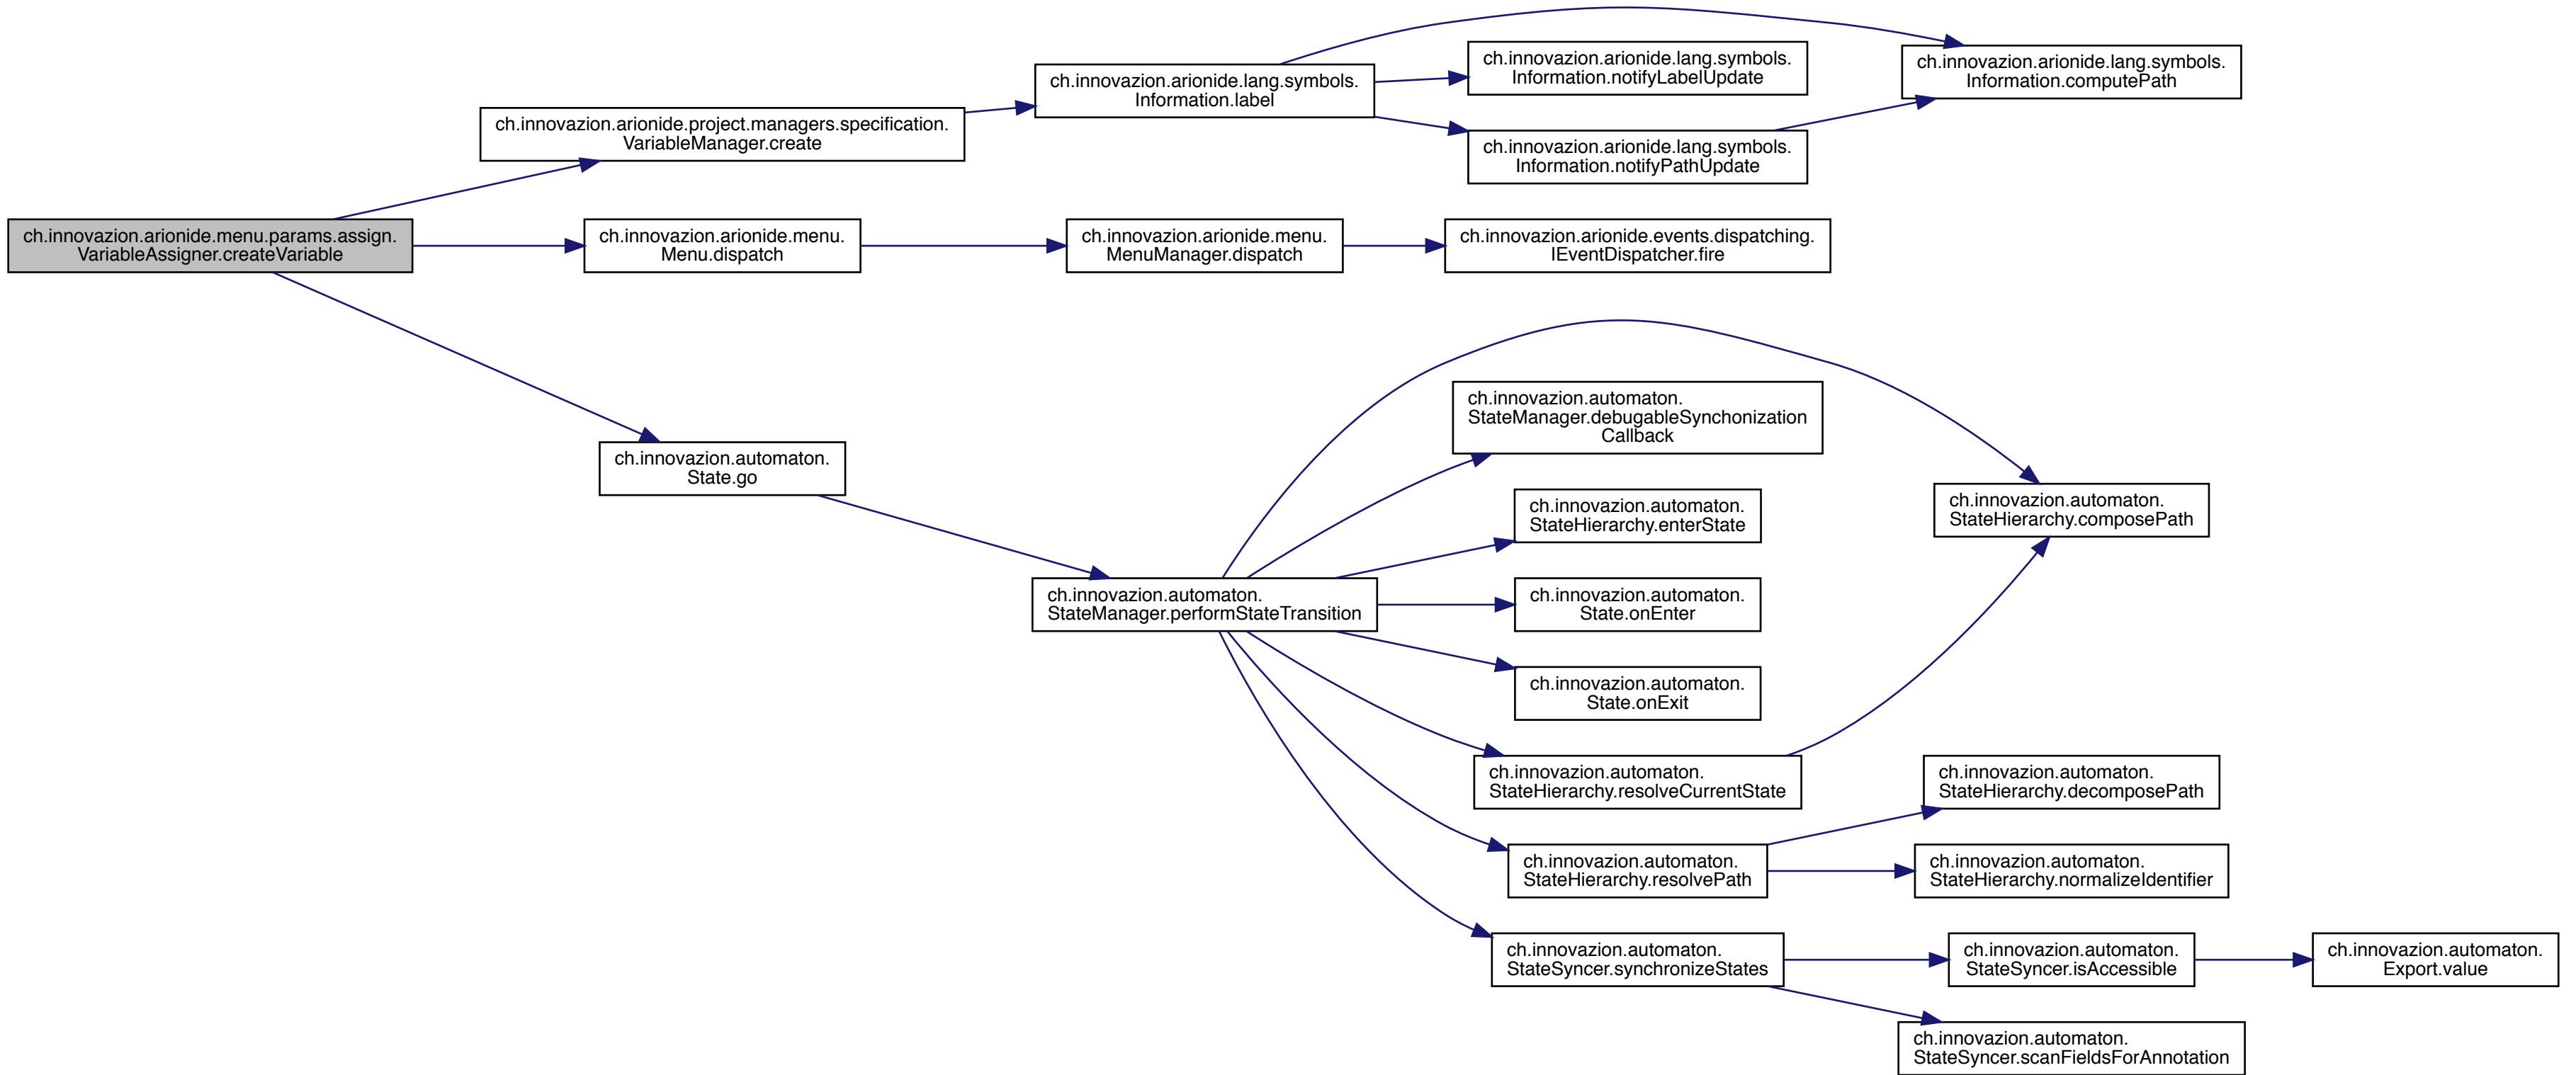 ch.innovazion.arionide.menu.params.assign.
VariableAssigner.createVariable
ch.innovazion.arionide.project.managers.specification.
VariableManager.create
ch.innovazion.arionide.lang.symbols.
Information.label
ch.innovazion.arionide.lang.symbols.
Information.notifyLabelUpdate
ch.innovazion.arionide.lang.symbols.
Information.notifyPathUpdate
ch.innovazion.arionide.lang.symbols.
Information.computePath
ch.innovazion.arionide.menu.
Menu.dispatch
ch.innovazion.arionide.menu.
MenuManager.dispatch
ch.innovazion.arionide.events.dispatching.
IEventDispatcher.fire
ch.innovazion.automaton.
State.go
ch.innovazion.automaton.
StateManager.performStateTransition
ch.innovazion.automaton.
StateManager.debugableSynchonization
Callback
ch.innovazion.automaton.
StateHierarchy.enterState
ch.innovazion.automaton.
State.onEnter
ch.innovazion.automaton.
State.onExit
ch.innovazion.automaton.
StateHierarchy.resolveCurrentState
ch.innovazion.automaton.
StateHierarchy.composePath
ch.innovazion.automaton.
StateHierarchy.resolvePath
ch.innovazion.automaton.
StateHierarchy.decomposePath
ch.innovazion.automaton.
StateHierarchy.normalizeIdentifier
ch.innovazion.automaton.
StateSyncer.synchronizeStates
ch.innovazion.automaton.
StateSyncer.isAccessible
ch.innovazion.automaton.
Export.value
ch.innovazion.automaton.
StateSyncer.scanFieldsForAnnotation